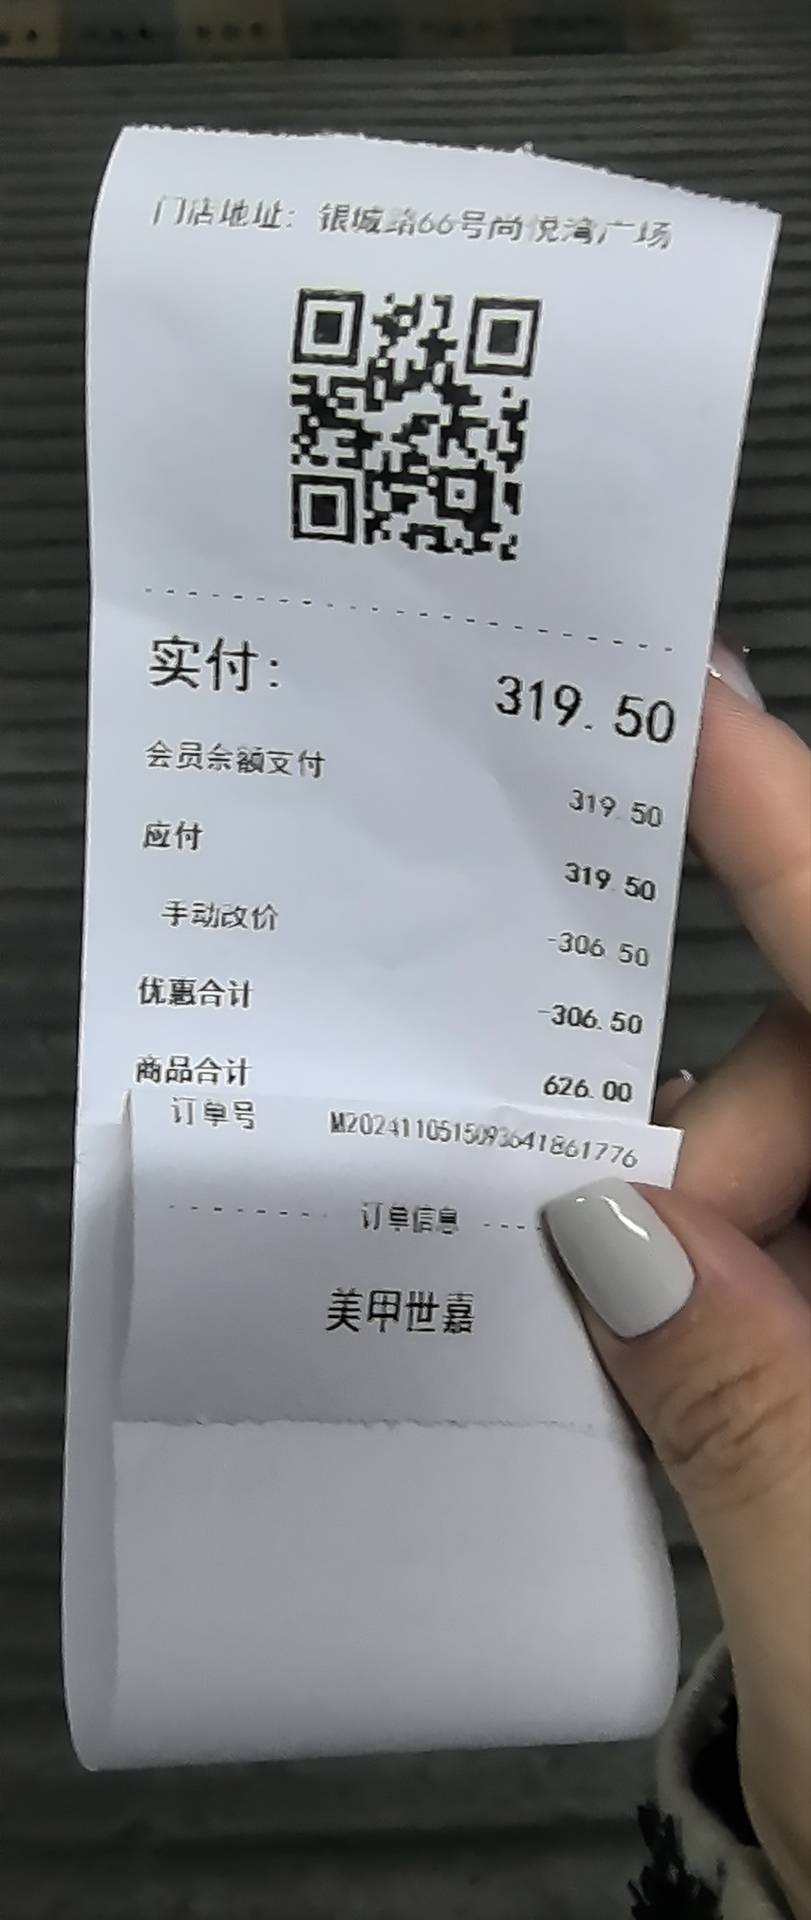 门店地址：银城路66号尚悦湾广场
实付： 319.50
会员余额支付 319.50
应付 319.50
手动改价 -306.50
优惠合计 -306.50
商品合计 626.00
订单号 M2024110515093641861776
订单信息
美甲世嘉